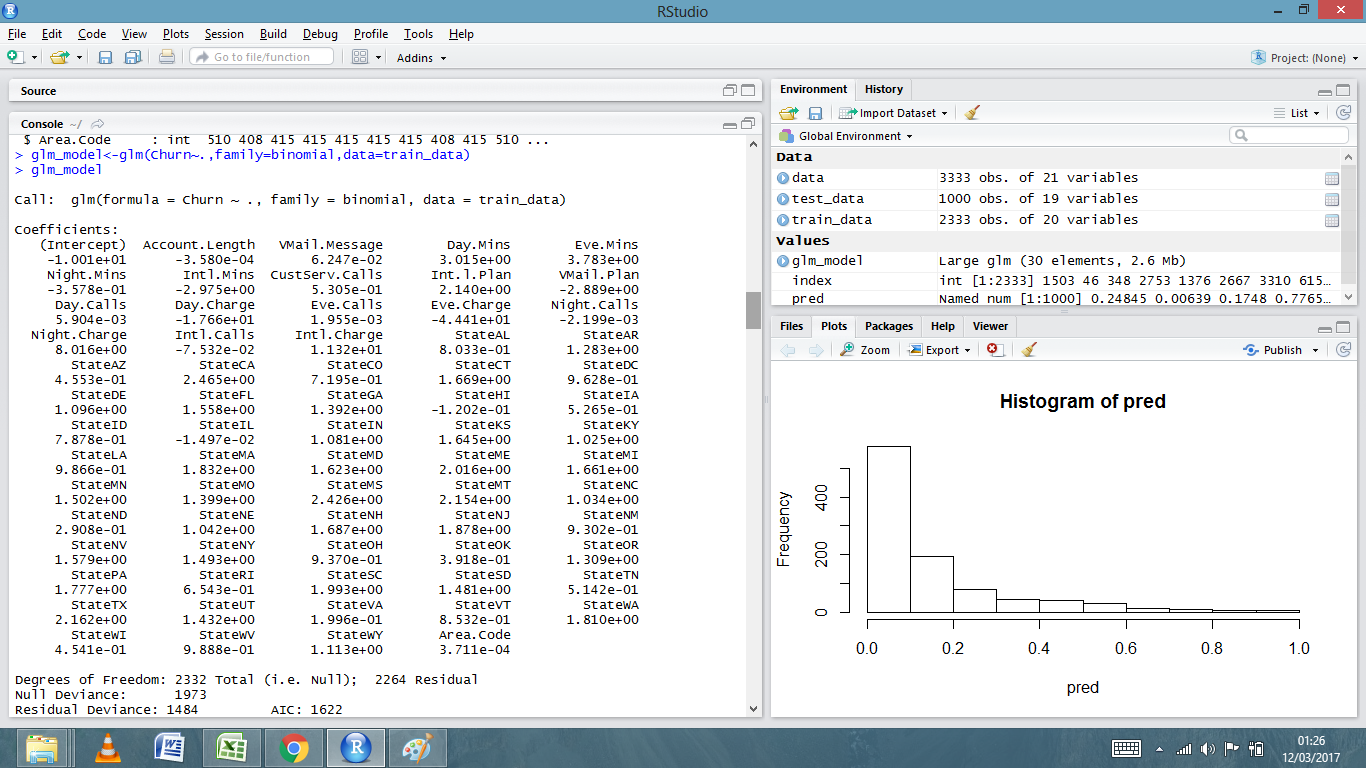 RStudio
File Edit Code View Plots Session Build Debug Profile Tools Help
Go to file/function Addins Project: (None)
Source
Console ~/
$ Area.Code : int 510 408 415 415 415 415 415 408 415 510 ...
> glm_model<-glm(Churn~.,family=binomial,data=train_data)
> glm_model
Call: glm(formula = Churn ~ ., family = binomial, data = train_data)
Coefficients:
(Intercept) Account.Length VMail.Message Day.Mins Eve.Mins
-1.001e+01 -3.580e-04 6.247e-02 3.015e+00 3.783e+00
Night.Mins Intl.Mins CustServ.Calls Int.l.Plan VMail.Plan
-3.578e-01 -2.975e+00 5.305e-01 2.140e+00 -2.889e+00
Day.Calls Day.Charge Eve.Calls Eve.Charge Night.Calls
5.904e-03 -1.766e+01 1.955e-03 -4.441e+01 -2.199e-03
Night.Charge Intl.Calls Intl.Charge StateAL StateAR
8.016e+00 -7.532e-02 1.132e+01 8.033e-01 1.283e+00
StateAZ StateCA StateCO StateCT StateDC
4.553e-01 2.465e+00 7.195e-01 1.669e+00 9.628e-01
StateDE StateFL StateGA StateHI StateIA
1.096e+00 1.558e+00 1.392e+00 -1.202e-01 5.265e-01
StateID StateIL StateIN StateKS StateKY
7.878e-01 -1.497e-02 1.081e+00 1.645e+00 1.025e+00
StateLA StateMA StateMD StateME StateMI
9.866e-01 1.832e+00 1.623e+00 2.016e+00 1.661e+00
StateMN StateMO StateMS StateMT StateNC
1.502e+00 1.399e+00 2.426e+00 2.154e+00 1.034e+00
StateND StateNE StateNH StateNJ StateNM
2.908e-01 1.042e+00 1.687e+00 1.878e+00 9.302e-01
StateNV StateNY StateOH StateOK StateOR
1.579e+00 1.493e+00 9.370e-01 3.918e-01 1.309e+00
StatePA StateRI StateSC StateSD StateTN
1.777e+00 6.543e-01 1.993e+00 1.481e+00 5.142e-01
StateTX StateUT StateVA StateVT StateWA
2.162e+00 1.432e+00 1.996e-01 8.532e-01 1.810e+00
StateWI StateWV StateWY Area.Code
4.541e-01 9.888e-01 1.113e+00 3.711e-04
Degrees of Freedom: 2332 Total (i.e. Null); 2264 Residual
Null Deviance: 1973
Residual Deviance: 1484 AIC: 1622
Environment History
Import Dataset List
Global Environment
Data
data 3333 obs. of 21 variables
test_data 1000 obs. of 19 variables
train_data 2333 obs. of 20 variables
Values
glm_model Large glm (30 elements, 2.6 Mb)
index int [1:2333] 1503 46 348 2753 1376 2667 3310 615…
pred Named num [1:1000] 0.24845 0.00639 0.1748 0.7765…
Files Plots Packages Help Viewer
Zoom Export Publish
Histogram of pred
Frequency
0 200 400
0.0 0.2 0.4 0.6 0.8 1.0
pred
01:26
12/03/2017